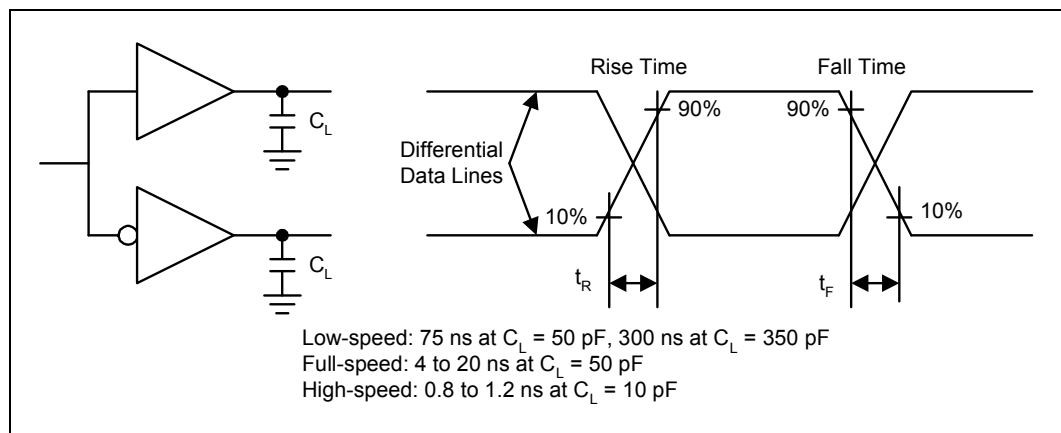 C_L
C_L
Rise Time
Fall Time
90%
90%
Differential
Data Lines
10%
10%
t_R
t_F
Low-speed: 75 ns at C_L = 50 pF, 300 ns at C_L = 350 pF
Full-speed: 4 to 20 ns at C_L = 50 pF
High-speed: 0.8 to 1.2 ns at C_L = 10 pF